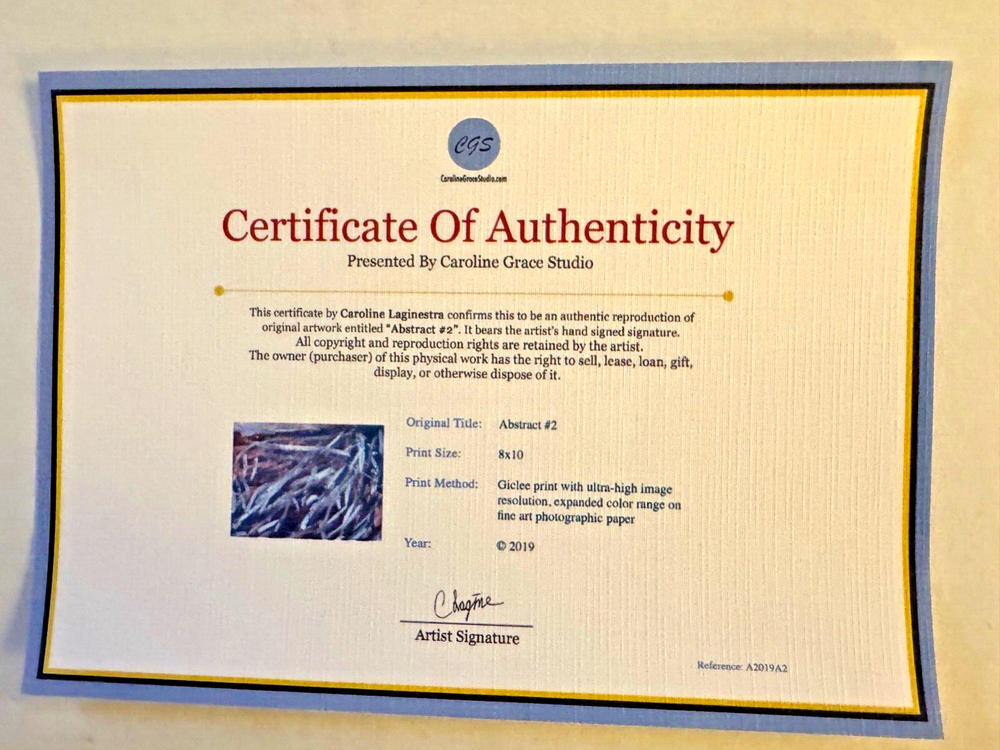 CGS
CarolineGraceStudio.com
Certificate Of Authenticity
Presented By Caroline Grace Studio
This certificate by Caroline Laginestra confirms this to be an authentic reproduction of
original artwork entitled "Abstract #2". It bears the artist's hand signed signature.
All copyright and reproduction rights are retained by the artist.
The owner (purchaser) of this physical work has the right to sell, lease, loan, gift,
display, or otherwise dispose of it.
Original Title: Abstract #2
Print Size: 8x10
Print Method: Giclee print with ultra-high image
resolution, expanded color range on
fine art photographic paper
Year: © 2019
Artist Signature
Reference: A2019A2